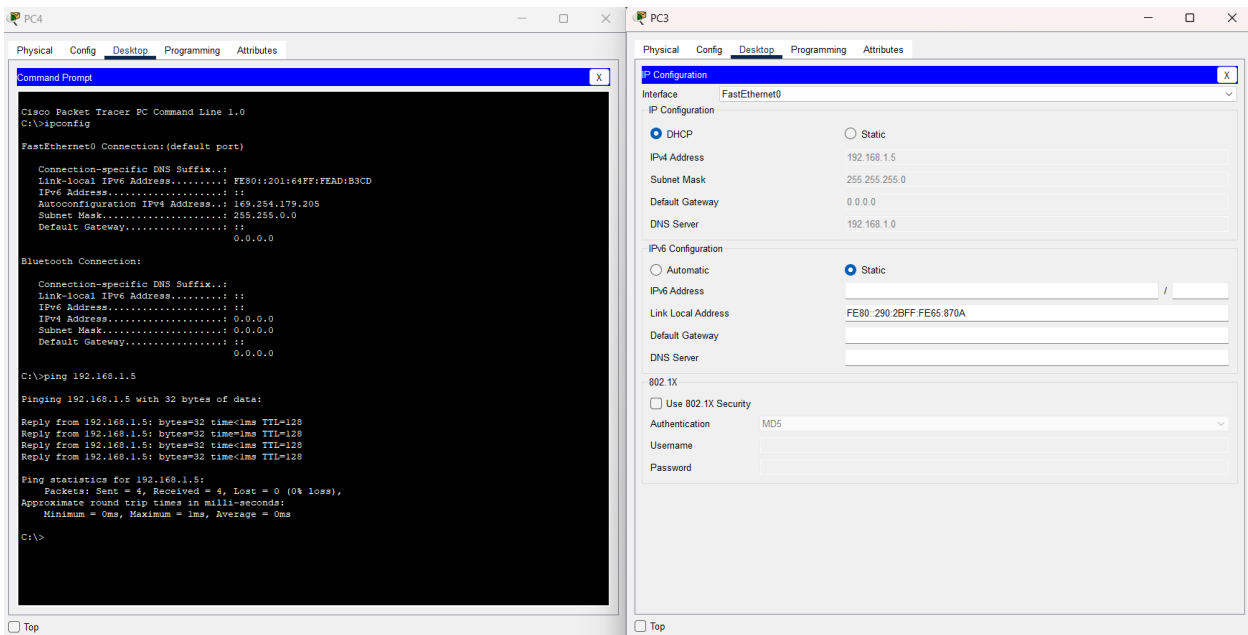 PC4
Physical Config Desktop Programming Attributes
Command Prompt X
Cisco Packet Tracer PC Command Line 1.0
C:\>ipconfig
FastEthernet0 Connection:(default port)
Connection-specific DNS Suffix..:
Link-local IPv6 Address.........: FE80::201:64FF:FEAD:B3CD
IPv6 Address....................: ::
Autoconfiguration IPv4 Address..: 169.254.179.205
Subnet Mask.....................: 255.255.0.0
Default Gateway.................: ::
0.0.0.0
Bluetooth Connection:
Connection-specific DNS Suffix..:
Link-local IPv6 Address.........: ::
IPv6 Address....................: ::
IPv4 Address....................: 0.0.0.0
Subnet Mask.....................: 0.0.0.0
Default Gateway.................: ::
0.0.0.0
C:\>ping 192.168.1.5
Pinging 192.168.1.5 with 32 bytes of data:
Reply from 192.168.1.5: bytes=32 time<1ms TTL=128
Reply from 192.168.1.5: bytes=32 time=1ms TTL=128
Reply from 192.168.1.5: bytes=32 time<1ms TTL=128
Reply from 192.168.1.5: bytes=32 time<1ms TTL=128
Ping statistics for 192.168.1.5:
Packets: Sent = 4, Received = 4, Lost = 0 (0% loss),
Approximate round trip times in milli-seconds:
Minimum = 0ms, Maximum = 1ms, Average = 0ms
C:\>
Top
PC3
Physical Config Desktop Programming Attributes
IP Configuration X
Interface FastEthernet0
IP Configuration
DHCP Static
IPv4 Address 192.168.1.5
Subnet Mask 255.255.255.0
Default Gateway 0.0.0.0
DNS Server 192.168.1.0
IPv6 Configuration
Automatic Static
IPv6 Address /
Link Local Address FE80::290:2BFF:FE65:870A
Default Gateway
DNS Server
802.1X
Use 802.1X Security
Authentication MD5
Username
Password
Top